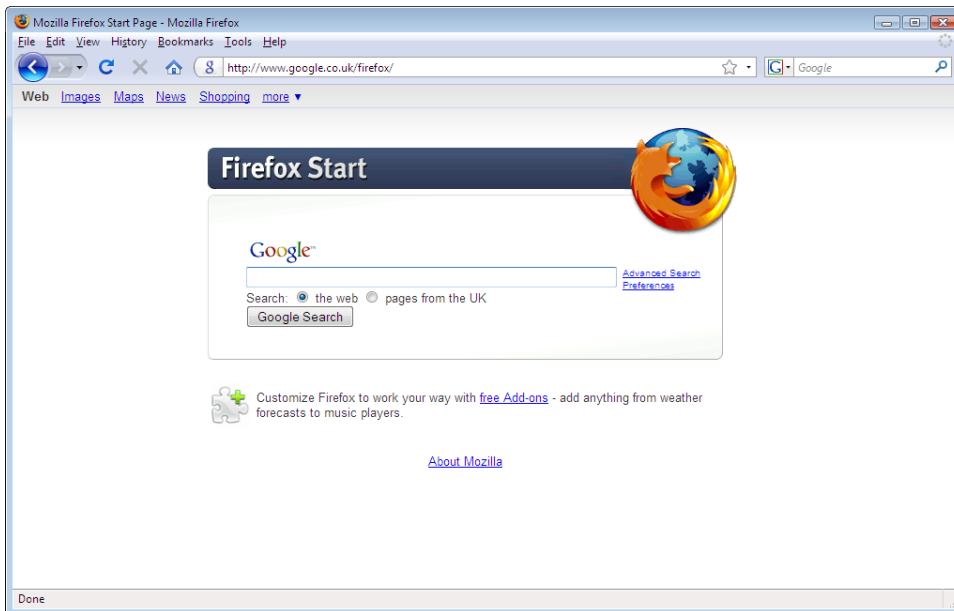 Mozilla Firefox Start Page - Mozilla Firefox
File Edit View History Bookmarks Tools Help
http://www.google.co.uk/firefox/ Google
Web Images Maps News Shopping more ▼
Firefox Start
Google™
Advanced Search
Preferences
Search: the web pages from the UK
Google Search
Customize Firefox to work your way with free Add-ons - add anything from weather
forecasts to music players.
About Mozilla
Done